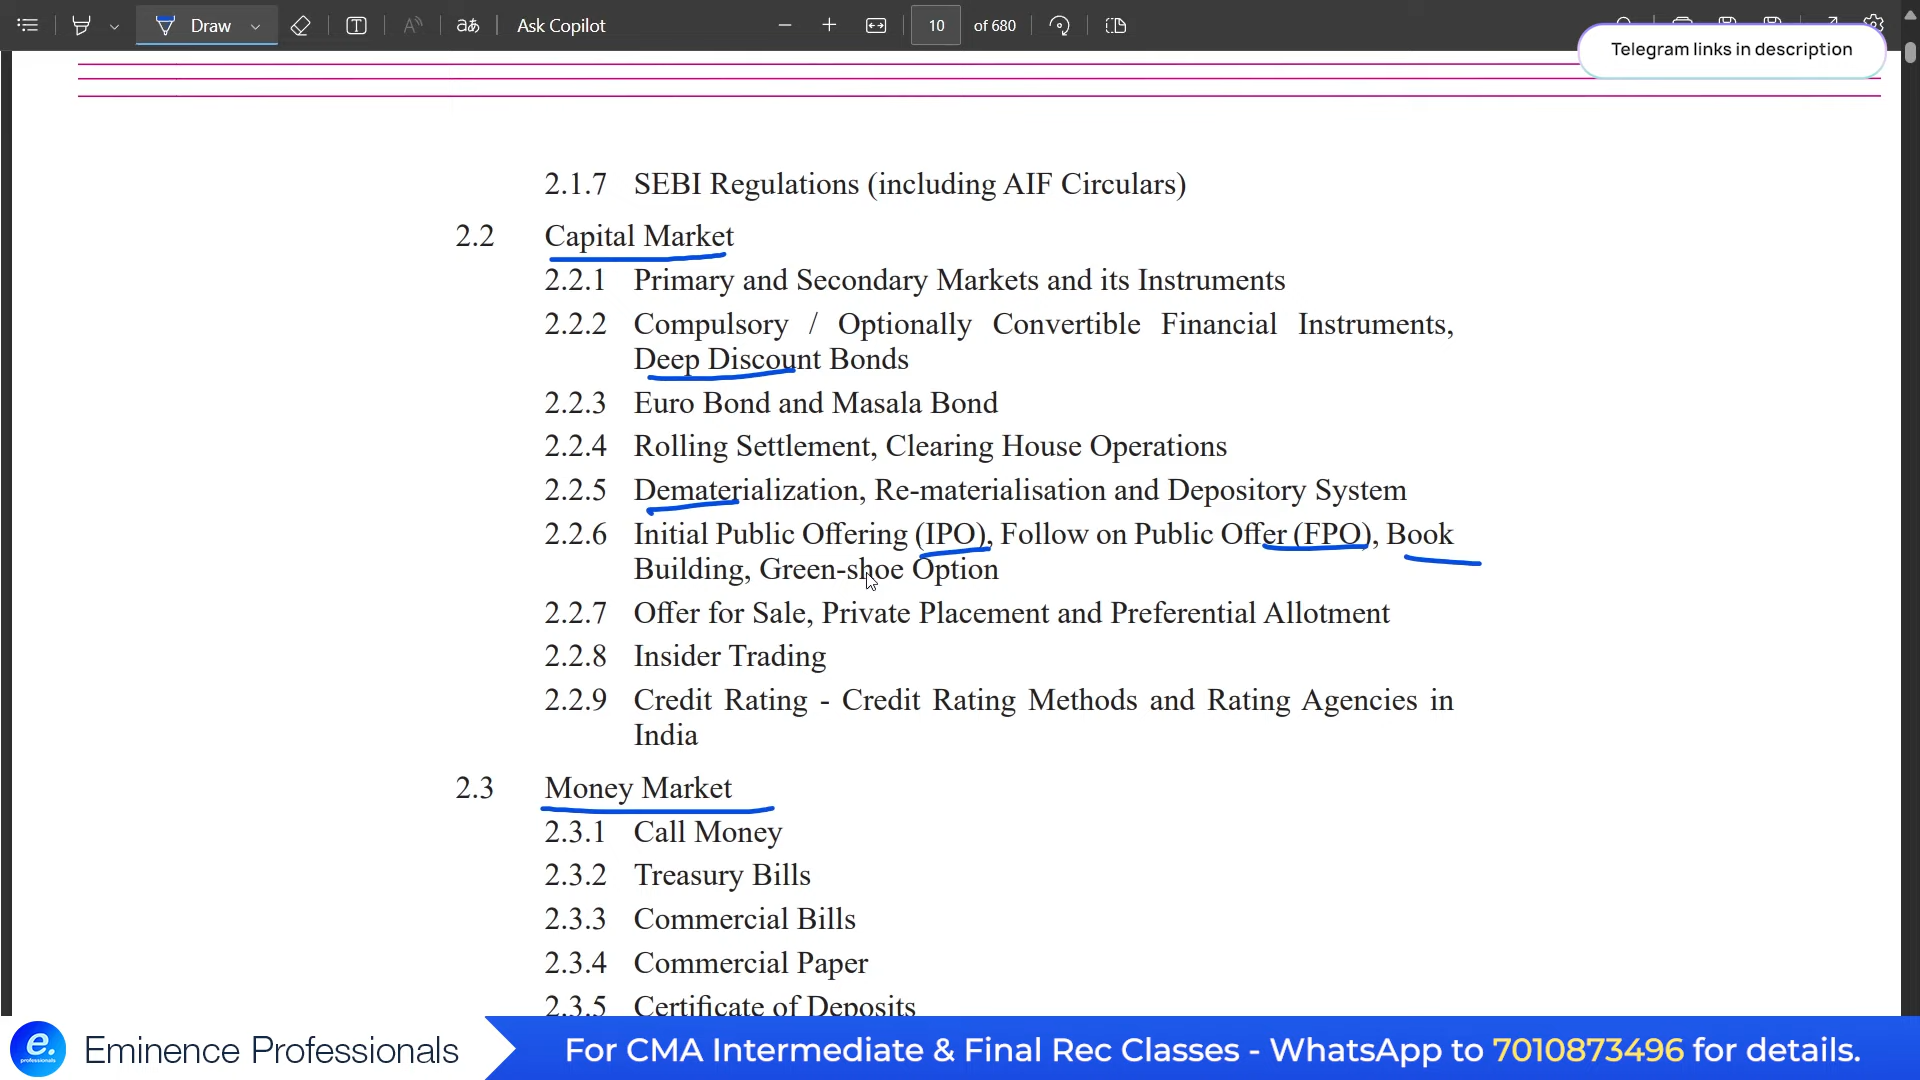 Draw
Ask Copilot
10 of 680
Telegram links in description
2.1.7 SEBI Regulations (including AIF Circulars)
2.2 Capital Market
2.2.1 Primary and Secondary Markets and its Instruments
2.2.2 Compulsory / Optionally Convertible Financial Instruments,
Deep Discount Bonds
2.2.3 Euro Bond and Masala Bond
2.2.4 Rolling Settlement, Clearing House Operations
2.2.5 Dematerialization, Re-materialisation and Depository System
2.2.6 Initial Public Offering (IPO), Follow on Public Offer (FPO), Book
Building, Green-shoe Option
2.2.7 Offer for Sale, Private Placement and Preferential Allotment
2.2.8 Insider Trading
2.2.9 Credit Rating - Credit Rating Methods and Rating Agencies in
India
2.3 Money Market
2.3.1 Call Money
2.3.2 Treasury Bills
2.3.3 Commercial Bills
2.3.4 Commercial Paper
2.3.5 Certificate of Deposits
e. professionals
Eminence Professionals
For CMA Intermediate & Final Rec Classes - WhatsApp to 7010873496 for details.